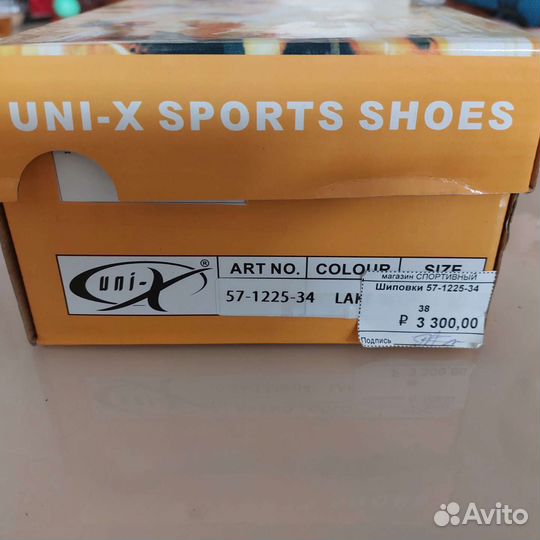 UNI-X SPORTS SHOES
uni-X ®
ART NO. COLOUR SIZE
57-1225-34
магазин СПОРТИВНЫЙ
Шиповки 57-1225-34
38
₽ 3 300,00
Подпись
Avito